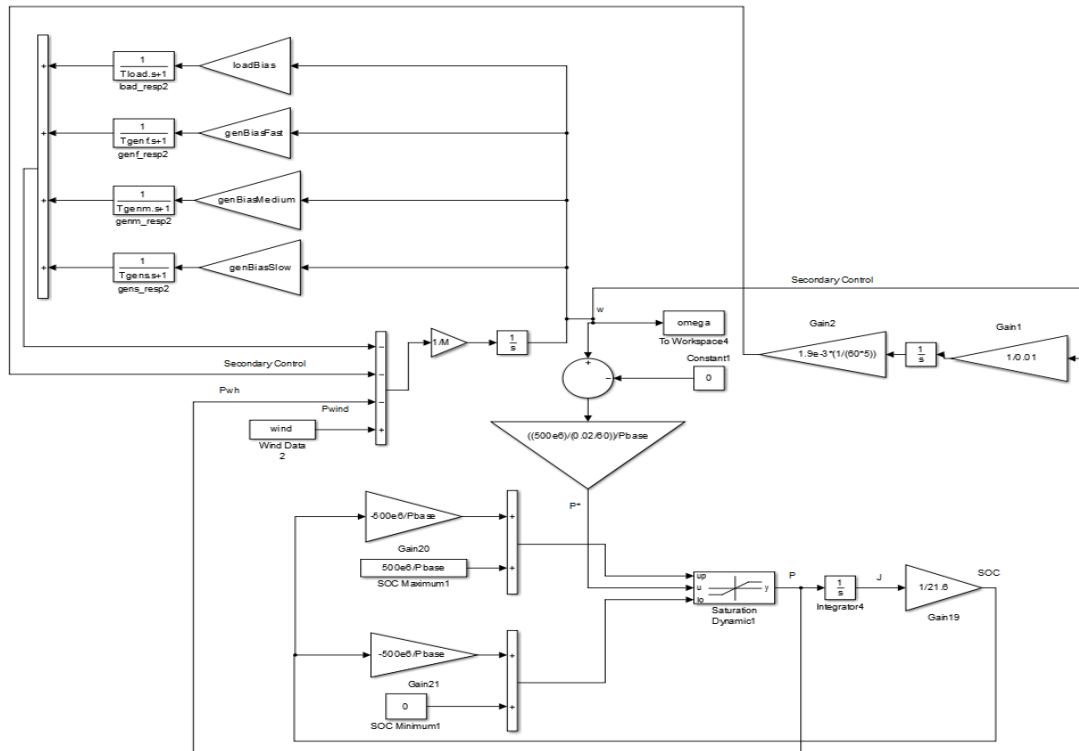 +
1
Tload.s+1
load_resp2
loadBias
+
1
Tgenf.s+1
genf_resp2
genBiasFast
+
1
Tgenm.s+1
genm_resp2
genBiasMedium
+
1
Tgens.s+1
gens_resp2
genBiasSlow
Secondary Control
w
omega
To Workspace4
Gain2
1.9e-3*(1/(60*5))
1
s
Gain1
1/0.01
−
Secondary Control
−
Pwh
−
Pwind
+
wind
Wind Data
2
1/M
1
s
+
−
Constant1
0
((500e6)/(0.02/60))/Pbase
P*
-500e6/Pbase
Gain20
500e6/Pbase
SOC Maximum1
+
+
-500e6/Pbase
Gain21
0
SOC Minimum1
+
+
up
u
lo
y
Saturation
Dynamic1
P
1
s
Integrator4
J
1/21.6
Gain19
SOC